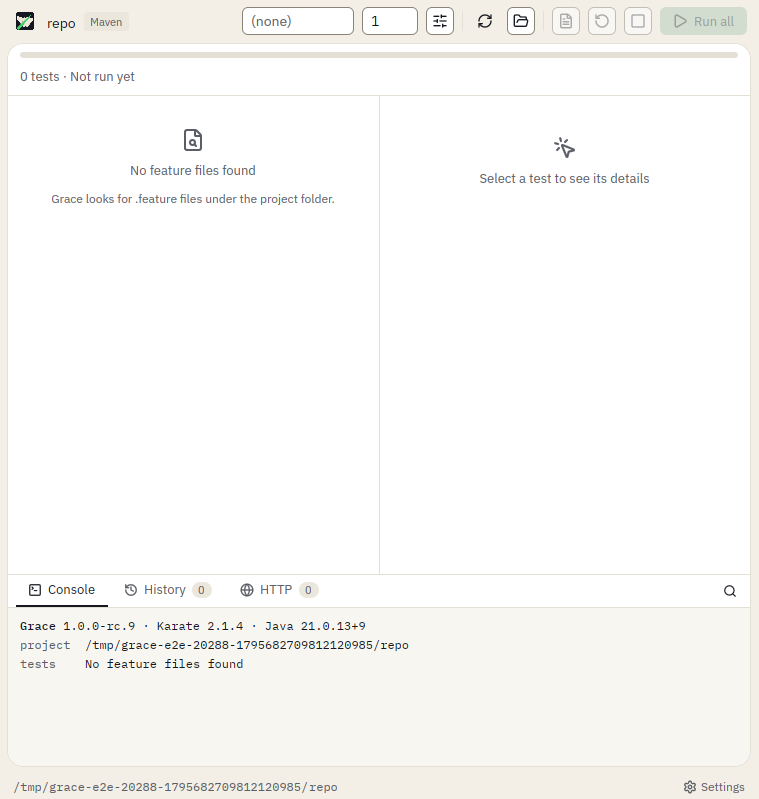 repo Maven (none) 1 Run all
0 tests · Not run yet
No feature files found
Grace looks for .feature files under the project folder.
Select a test to see its details
Console History 0 HTTP 0
Grace 1.0.0-rc.9 · Karate 2.1.4 · Java 21.0.13+9
project /tmp/grace-e2e-20288-1795682709812120985/repo
tests No feature files found
/tmp/grace-e2e-20288-1795682709812120985/repo Settings